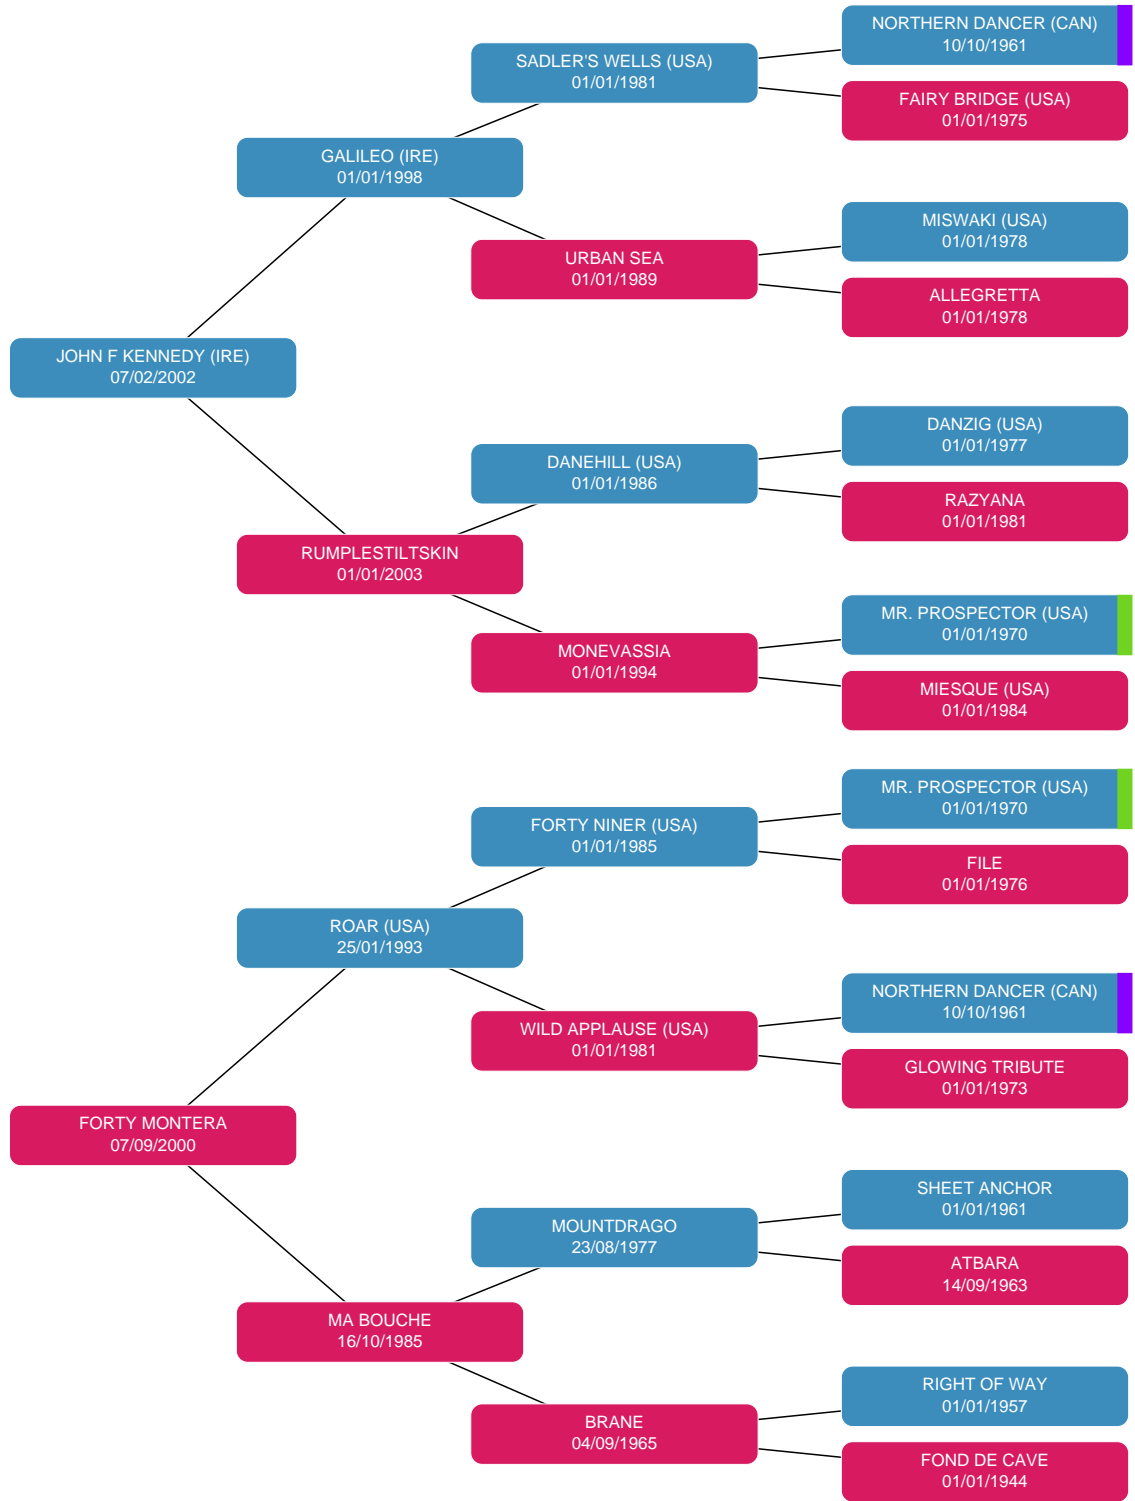 NORTHERN DANCER (CAN)
10/10/1961
SADLER'S WELLS (USA)
01/01/1981
FAIRY BRIDGE (USA)
01/01/1975
GALILEO (IRE)
01/01/1998
MISWAKI (USA)
01/01/1978
URBAN SEA
01/01/1989
ALLEGRETTA
01/01/1978
JOHN F KENNEDY (IRE)
07/02/2002
DANZIG (USA)
01/01/1977
DANEHILL (USA)
01/01/1986
RAZYANA
01/01/1981
RUMPLESTILTSKIN
01/01/2003
MR. PROSPECTOR (USA)
01/01/1970
MONEVASSIA
01/01/1994
MIESQUE (USA)
01/01/1984
MR. PROSPECTOR (USA)
01/01/1970
FORTY NINER (USA)
01/01/1985
FILE
01/01/1976
ROAR (USA)
25/01/1993
NORTHERN DANCER (CAN)
10/10/1961
WILD APPLAUSE (USA)
01/01/1981
GLOWING TRIBUTE
01/01/1973
FORTY MONTERA
07/09/2000
SHEET ANCHOR
01/01/1961
MOUNTDRAGO
23/08/1977
ATBARA
14/09/1963
MA BOUCHE
16/10/1985
RIGHT OF WAY
01/01/1957
BRANE
04/09/1965
FOND DE CAVE
01/01/1944